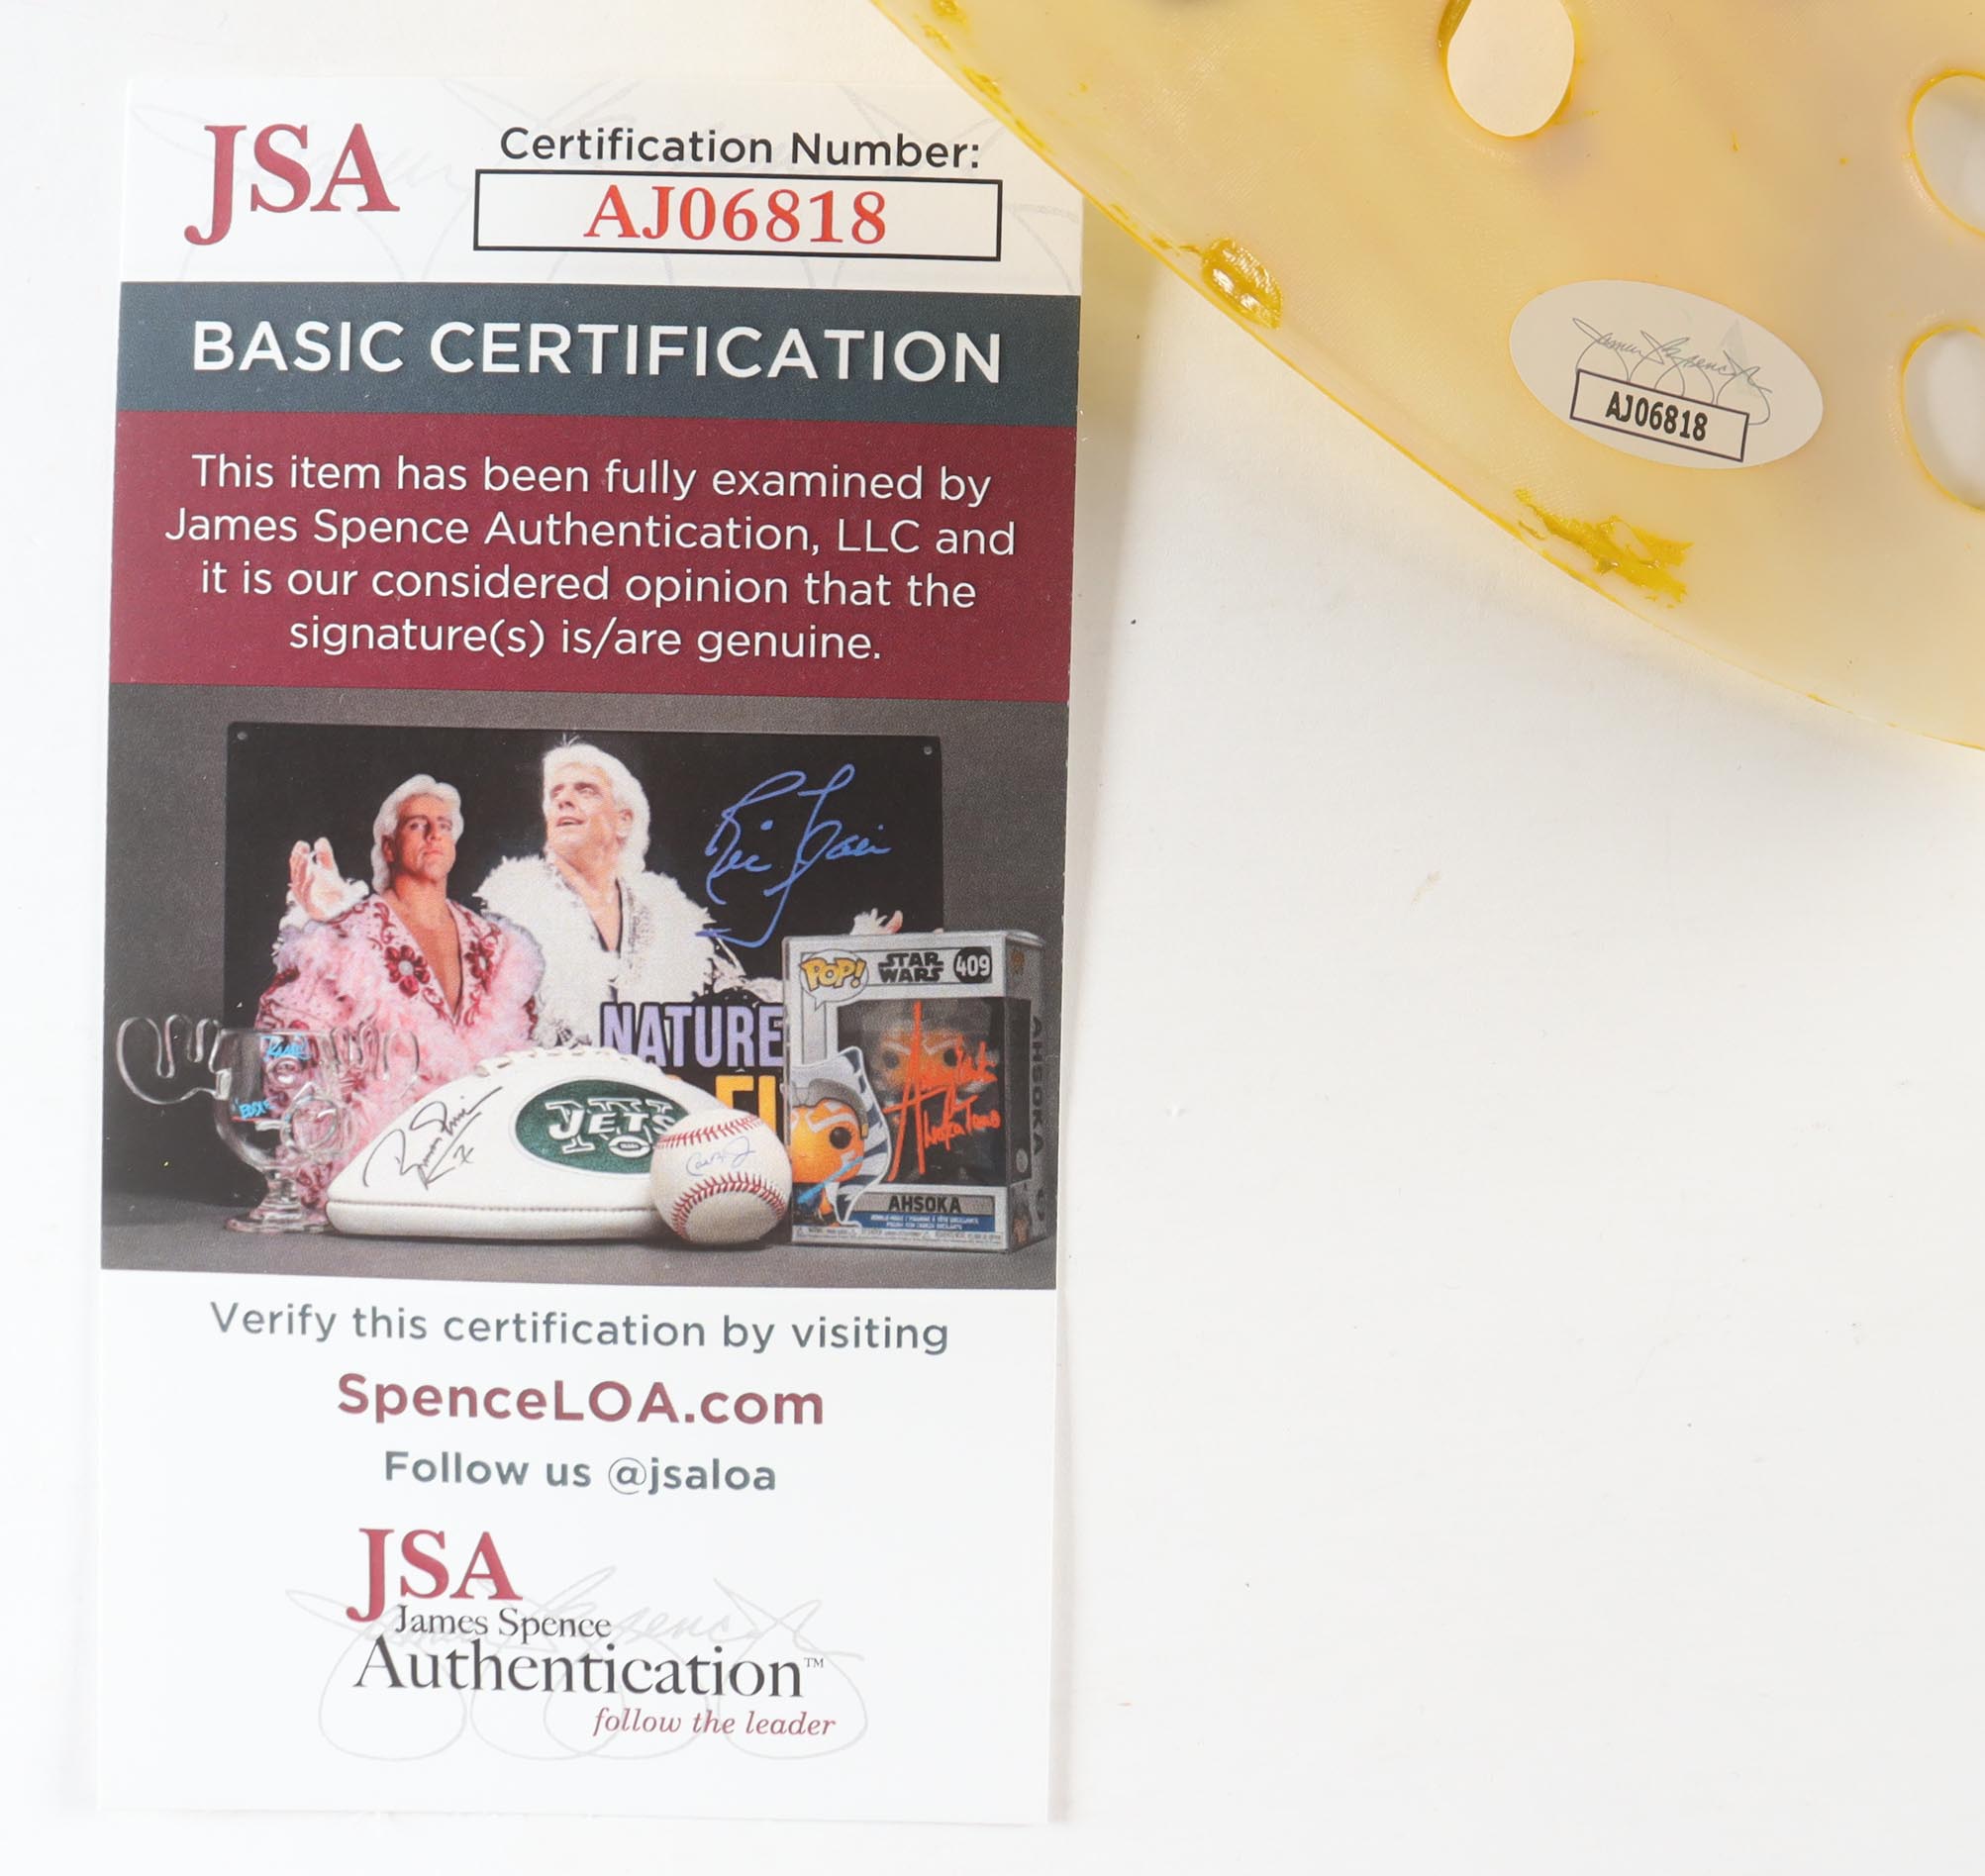 JSA
Certification Number:
AJ06818
BASIC CERTIFICATION
This item has been fully examined by
James Spence Authentication, LLC and
it is our considered opinion that the
signature(s) is/are genuine.
POP!
STAR
WARS
409
NATURE
JETS
AHSOKA
AHSOKA
Verify this certification by visiting
SpenceLOA.com
Follow us @jsaloa
JSA
James Spence
Authentication™
follow the leader
James Spence
AJ06818